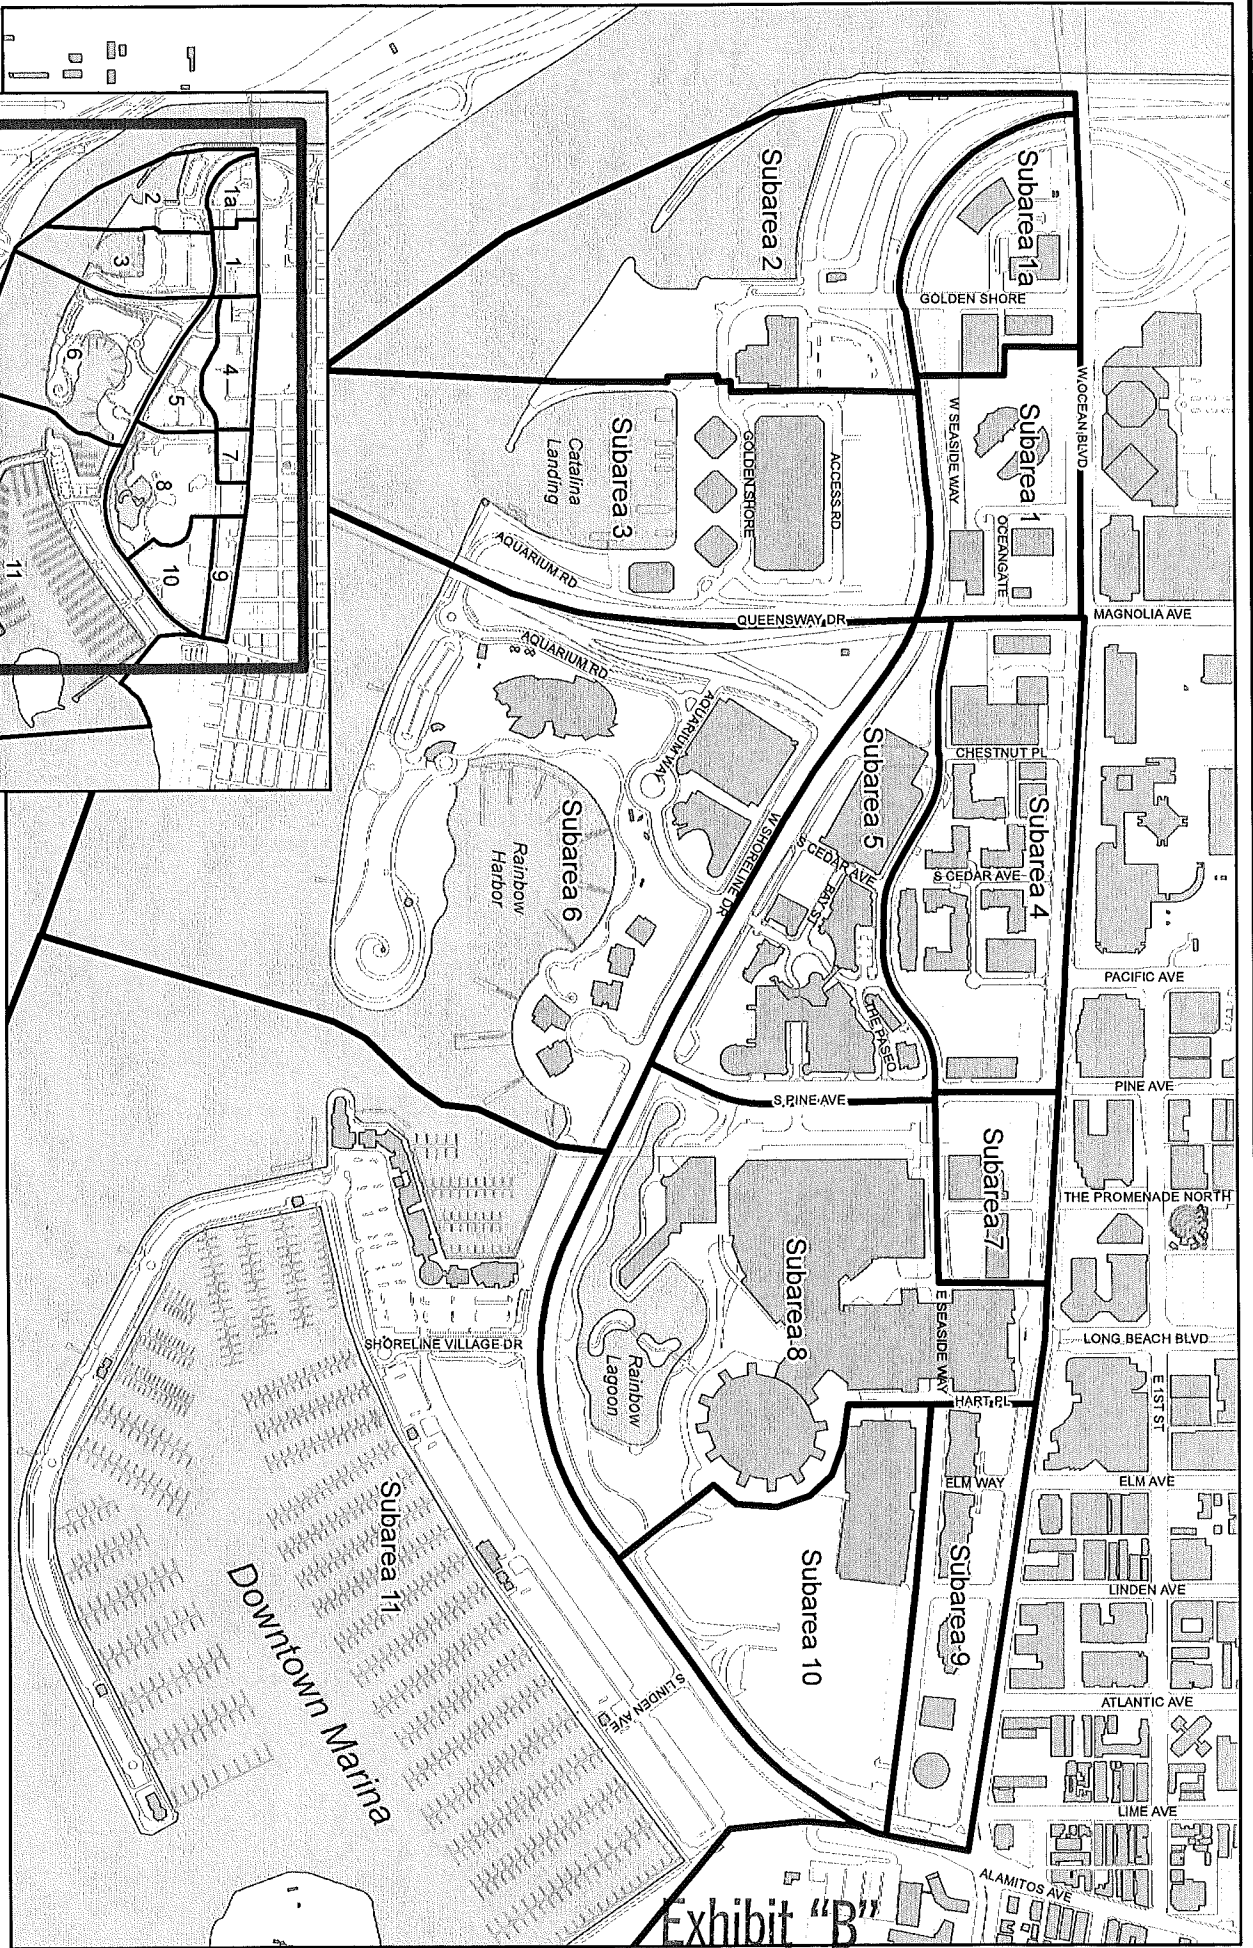 Subarea 1a
Subarea 2
GOLDEN SHORE
W OCEAN BLVD
Subarea 1
W SEASIDE WAY
OCEANGATE
Subarea 3
Catalina
Landing
GOLDEN SHORE
ACCESS RD
AQUARIUM RD
MAGNOLIA AVE
QUEENSWAY DR
AQUARIUM RD
AQUARIUM WAY
Subarea 5
CHESTNUT PL
Subarea 4
S CEDAR AVE
S CEDAR AVE
BAY ST
W SHORELINE DR
Subarea 6
Rainbow
Harbor
PACIFIC AVE
THE PASEO
PINE AVE
S PINE AVE
Subarea 7
THE PROMENADE NORTH
Subarea 8
E SEASIDE WAY
LONG BEACH BLVD
SHORELINE VILLAGE DR
Rainbow
Lagoon
HART PL
E 1ST ST
ELM AVE
ELM WAY
Subarea 11
Subarea 10
Subarea 9
LINDEN AVE
Downtown Marina
S LINDEN AVE
ATLANTIC AVE
LIME AVE
ALAMITOS AVE
Exhibit "B"
1a
2
1
3
4
5
6
7
8
9
10
11